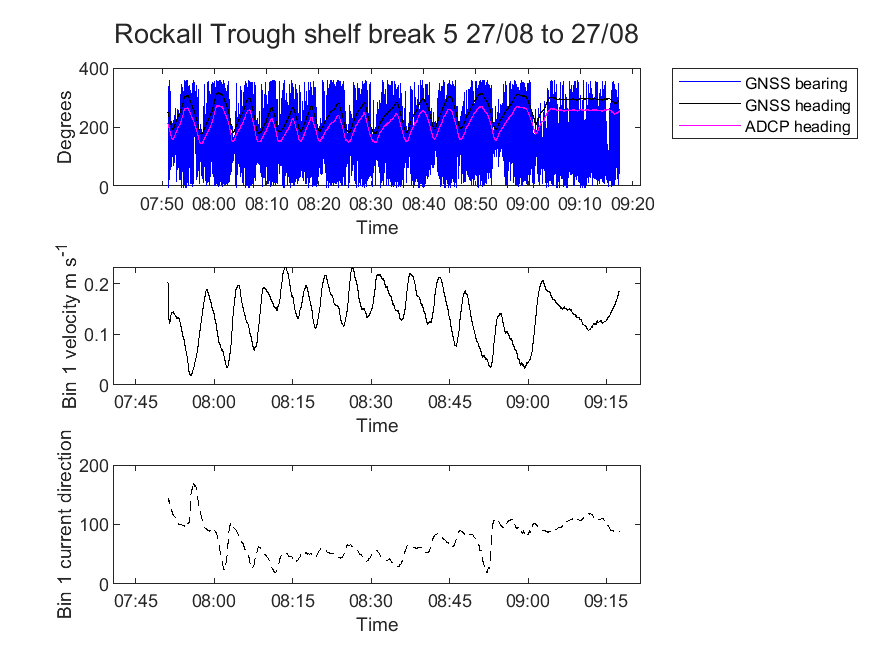 Rockall Trough shelf break 5 27/08 to 27/08
400
200
0
Degrees
07:50 08:00 08:10 08:20 08:30 08:40 08:50 09:00 09:10 09:20
Time
GNSS bearing
GNSS heading
ADCP heading
0.2
0.1
0
Bin 1 velocity m s-1
07:45 08:00 08:15 08:30 08:45 09:00 09:15
Time
200
100
0
Bin 1 current direction
07:45 08:00 08:15 08:30 08:45 09:00 09:15
Time